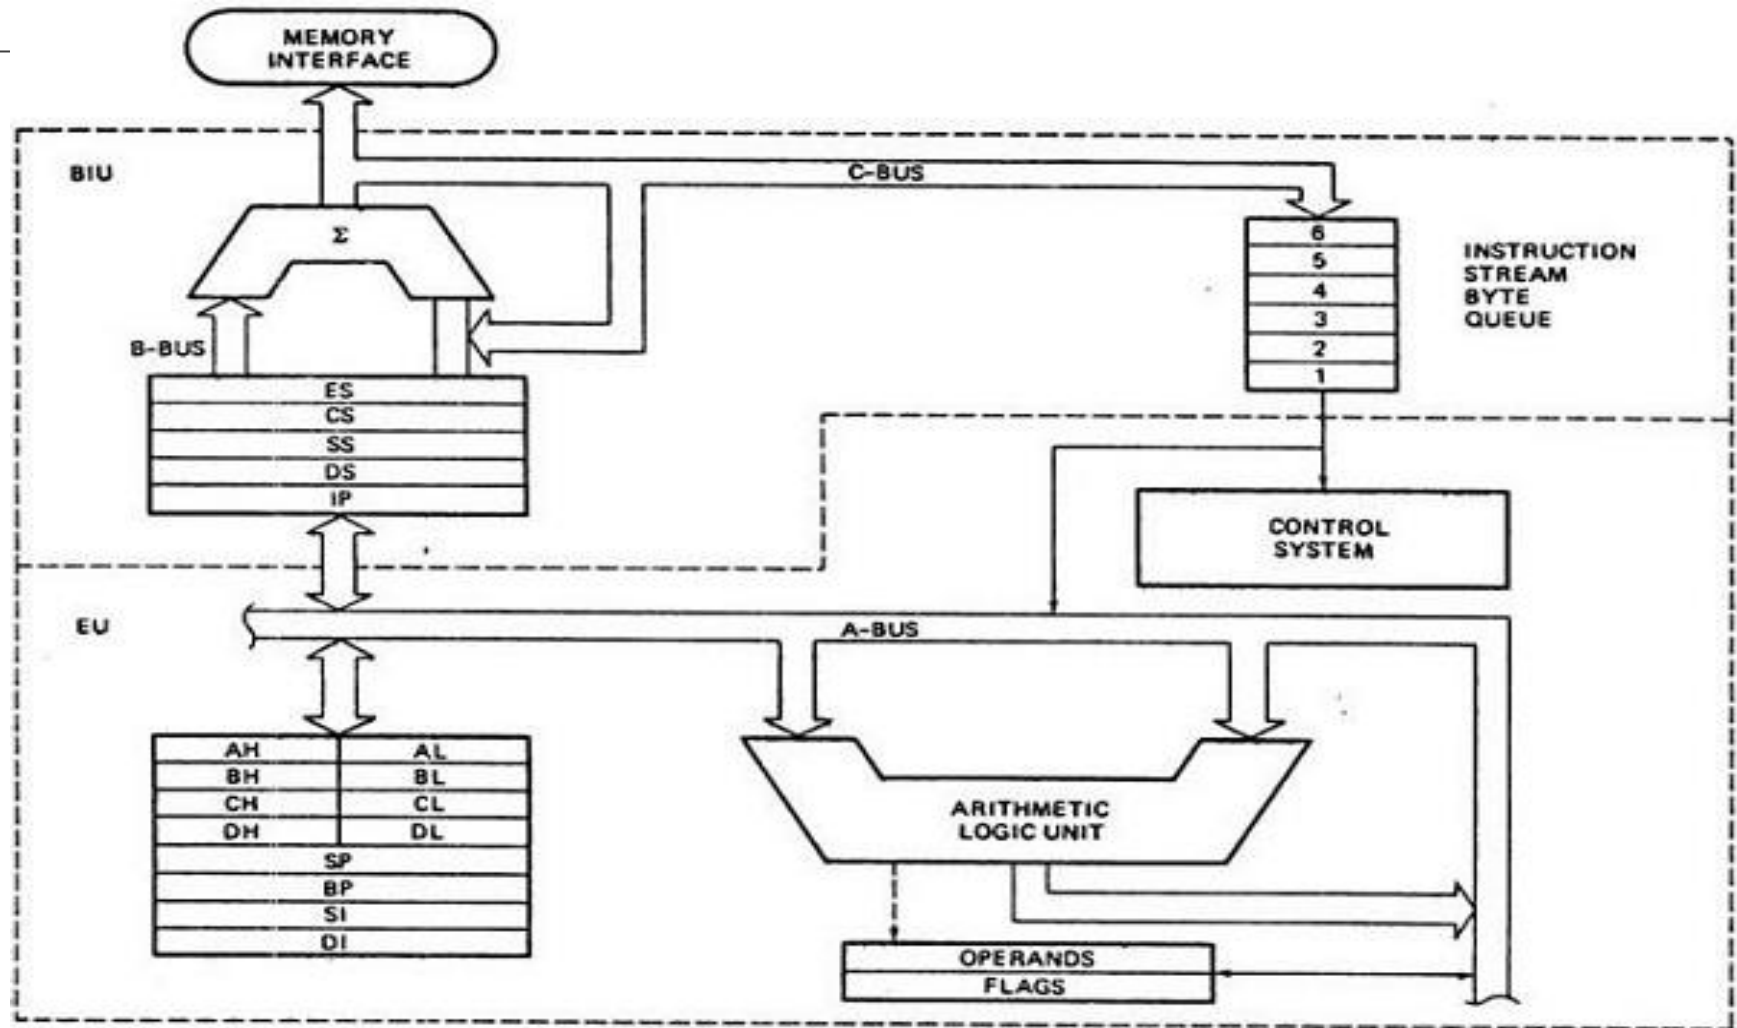 MEMORY
INTERFACE
BIU
C-BUS
Σ
6
5
4
3
2
1
INSTRUCTION
STREAM
BYTE
QUEUE
B-BUS
ES
CS
SS
DS
IP
CONTROL
SYSTEM
EU
A-BUS
AH AL
BH BL
CH CL
DH DL
SP
BP
SI
DI
ARITHMETIC
LOGIC UNIT
OPERANDS
FLAGS